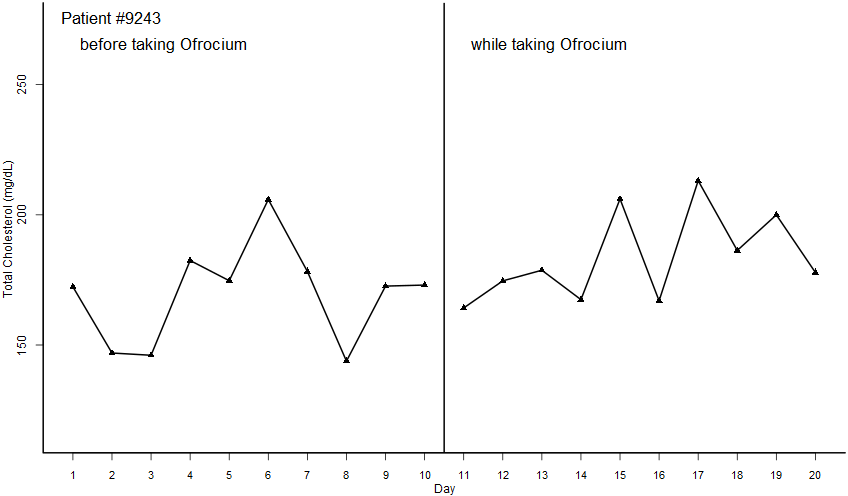 Patient #9243
before taking Ofrocium
while taking Ofrocium
Total Cholesterol (mg/dL)
250
200
150
1 2 3 4 5 6 7 8 9 10 11 12 13 14 15 16 17 18 19 20
Day